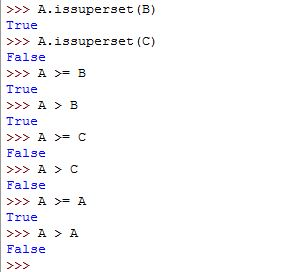 >>> A.issuperset(B)
True
>>> A.issuperset(C)
False
>>> A >= B
True
>>> A > B
True
>>> A >= C
False
>>> A > C
False
>>> A >= A
True
>>> A > A
False
>>>